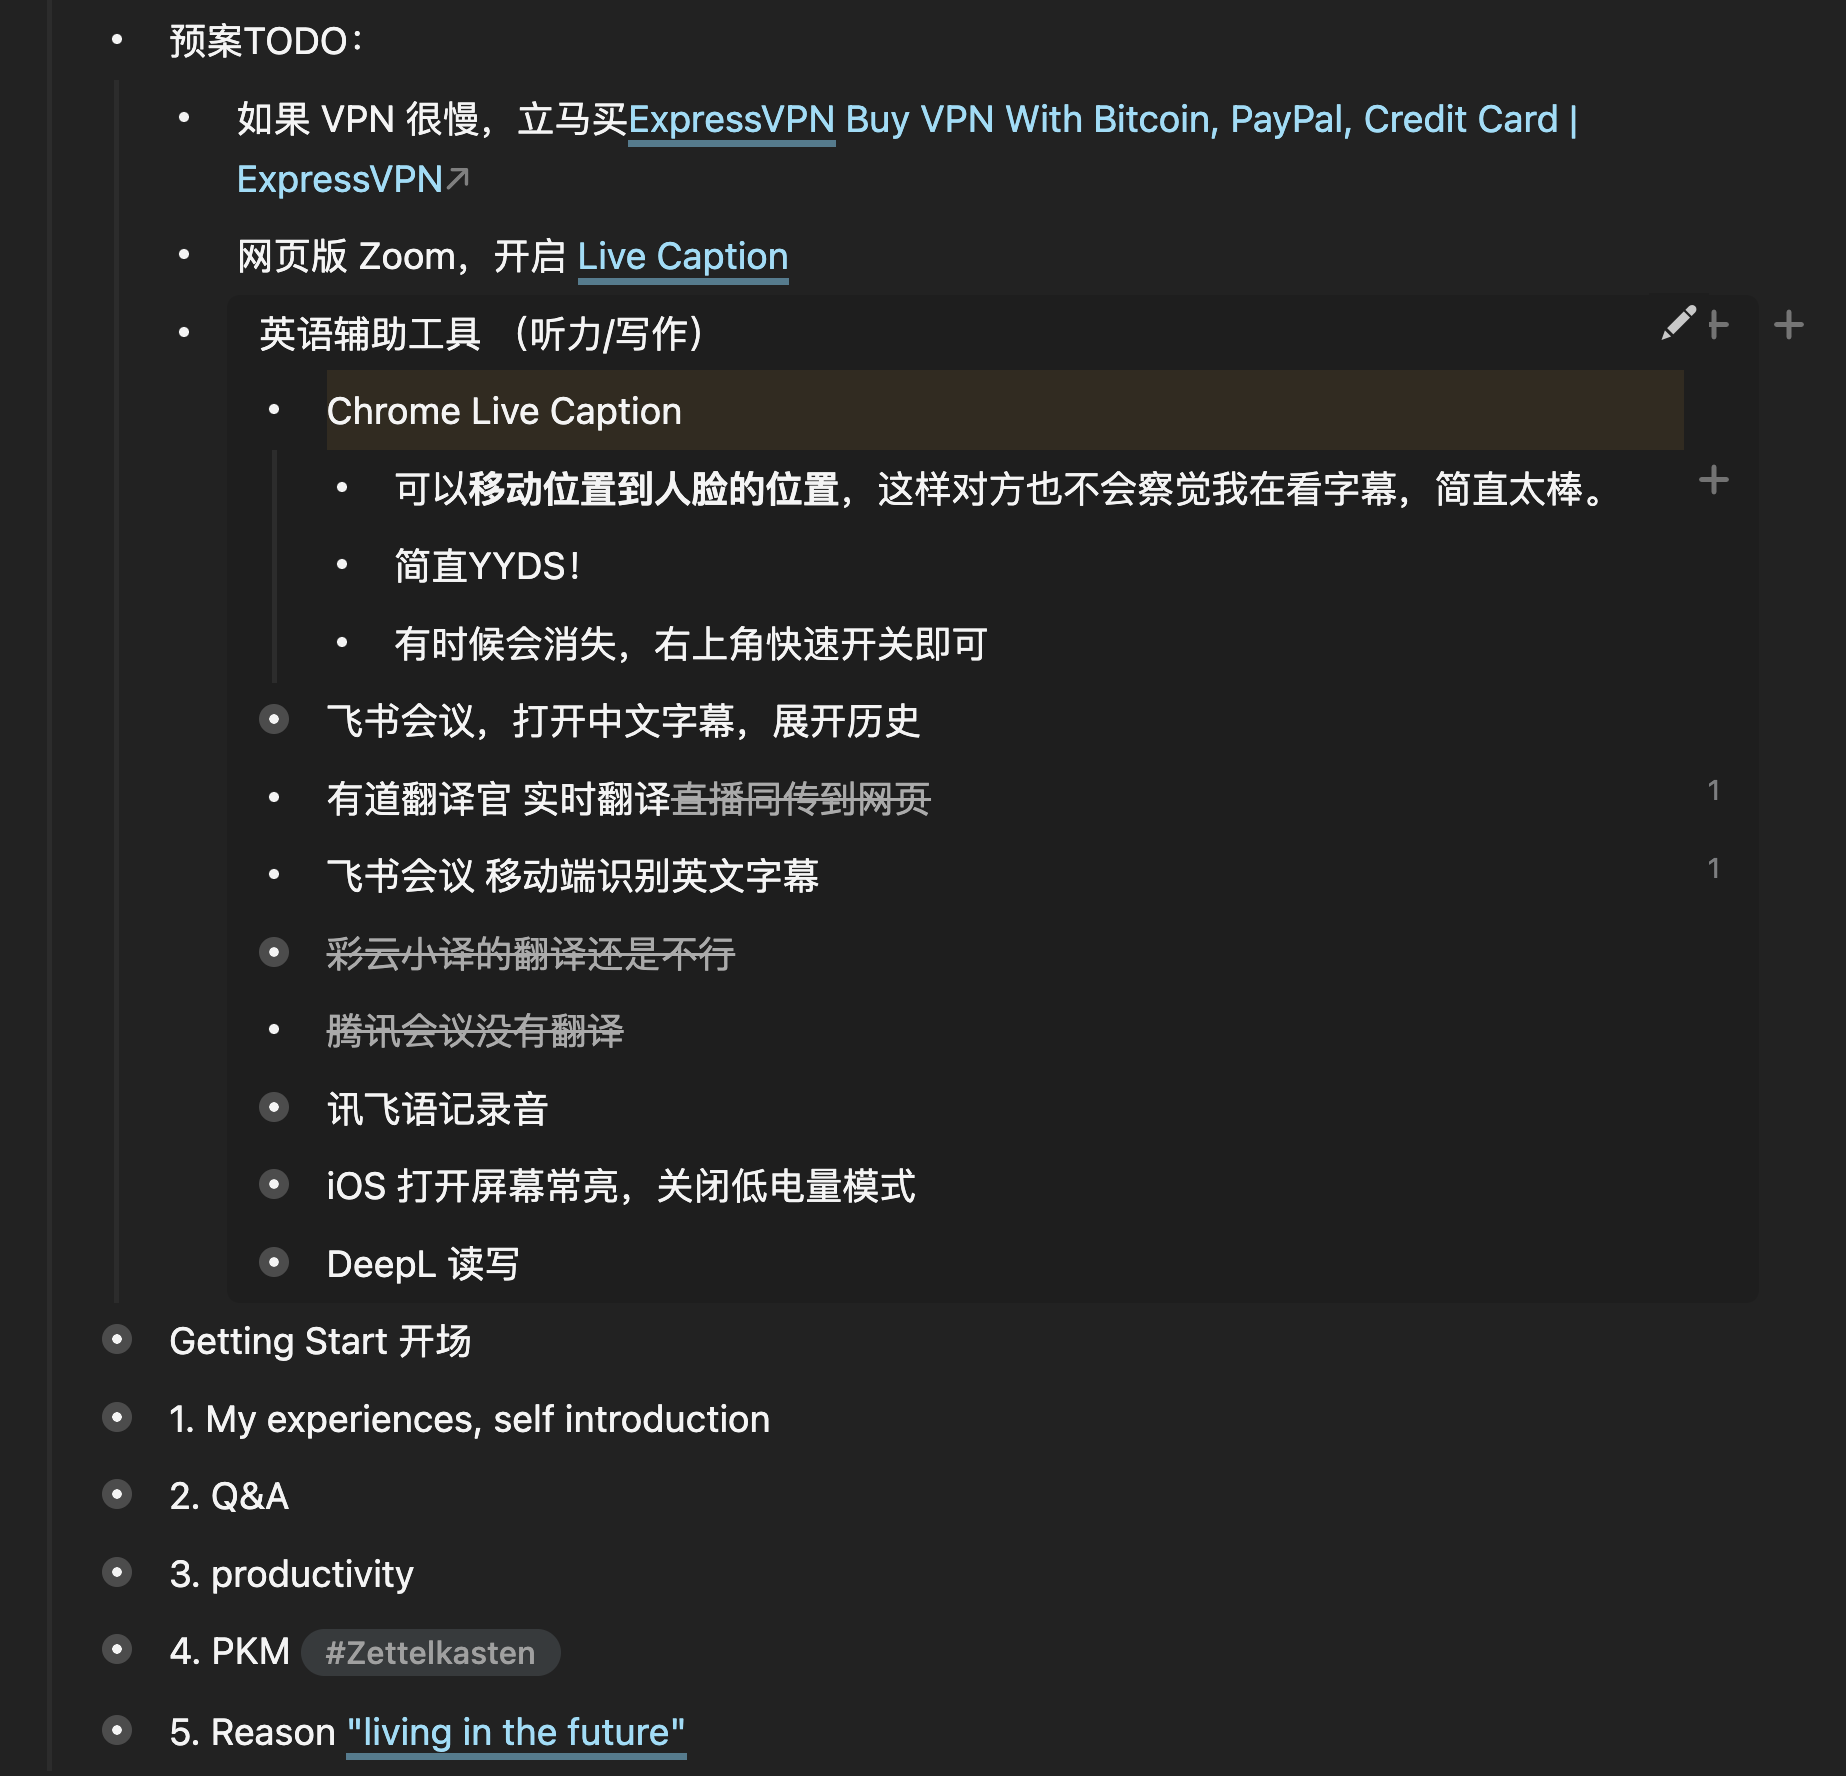 预案TODO：
如果 VPN 很慢，立马买ExpressVPN Buy VPN With Bitcoin, PayPal, Credit Card |
ExpressVPN↗
网页版 Zoom，开启 Live Caption
英语辅助工具 （听力/写作）
Chrome Live Caption
可以移动位置到人脸的位置，这样对方也不会察觉我在看字幕，简直太棒。
简直YYDS！
有时候会消失，右上角快速开关即可
飞书会议，打开中文字幕，展开历史
有道翻译官 实时翻译直播同传到网页 1
飞书会议 移动端识别英文字幕 1
彩云小译的翻译还是不行
腾讯会议没有翻译
讯飞语记录音
iOS 打开屏幕常亮，关闭低电量模式
DeepL 读写
Getting Start 开场
1. My experiences, self introduction
2. Q&A
3. productivity
4. PKM #Zettelkasten
5. Reason "living in the future"